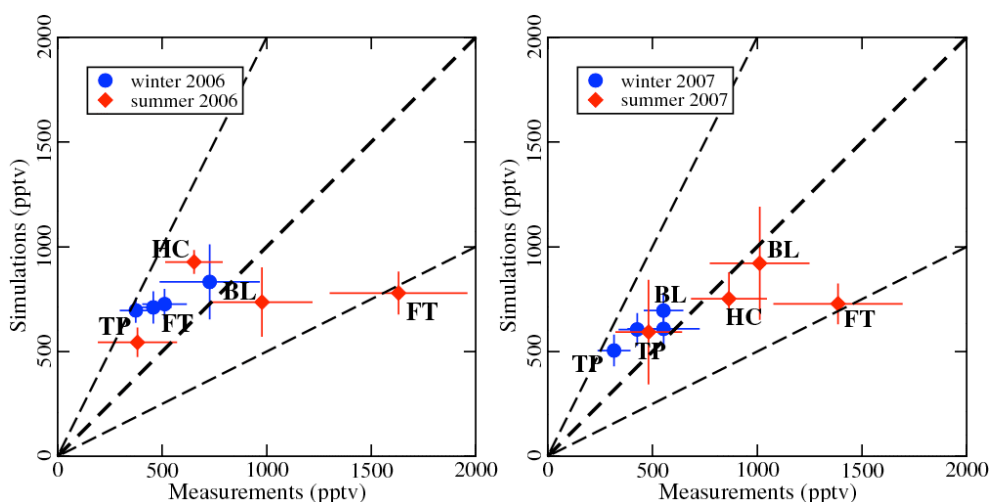 winter 2006
summer 2006
HC
BL
TP
FT
FT
Simulations (pptv)
0
500
1000
1500
2000
0
500
1000
1500
2000
Measurements (pptv)
winter 2007
summer 2007
BL
BL
HC
FT
TP
TP
Simulations (pptv)
0
500
1000
1500
2000
0
500
1000
1500
2000
Measurements (pptv)